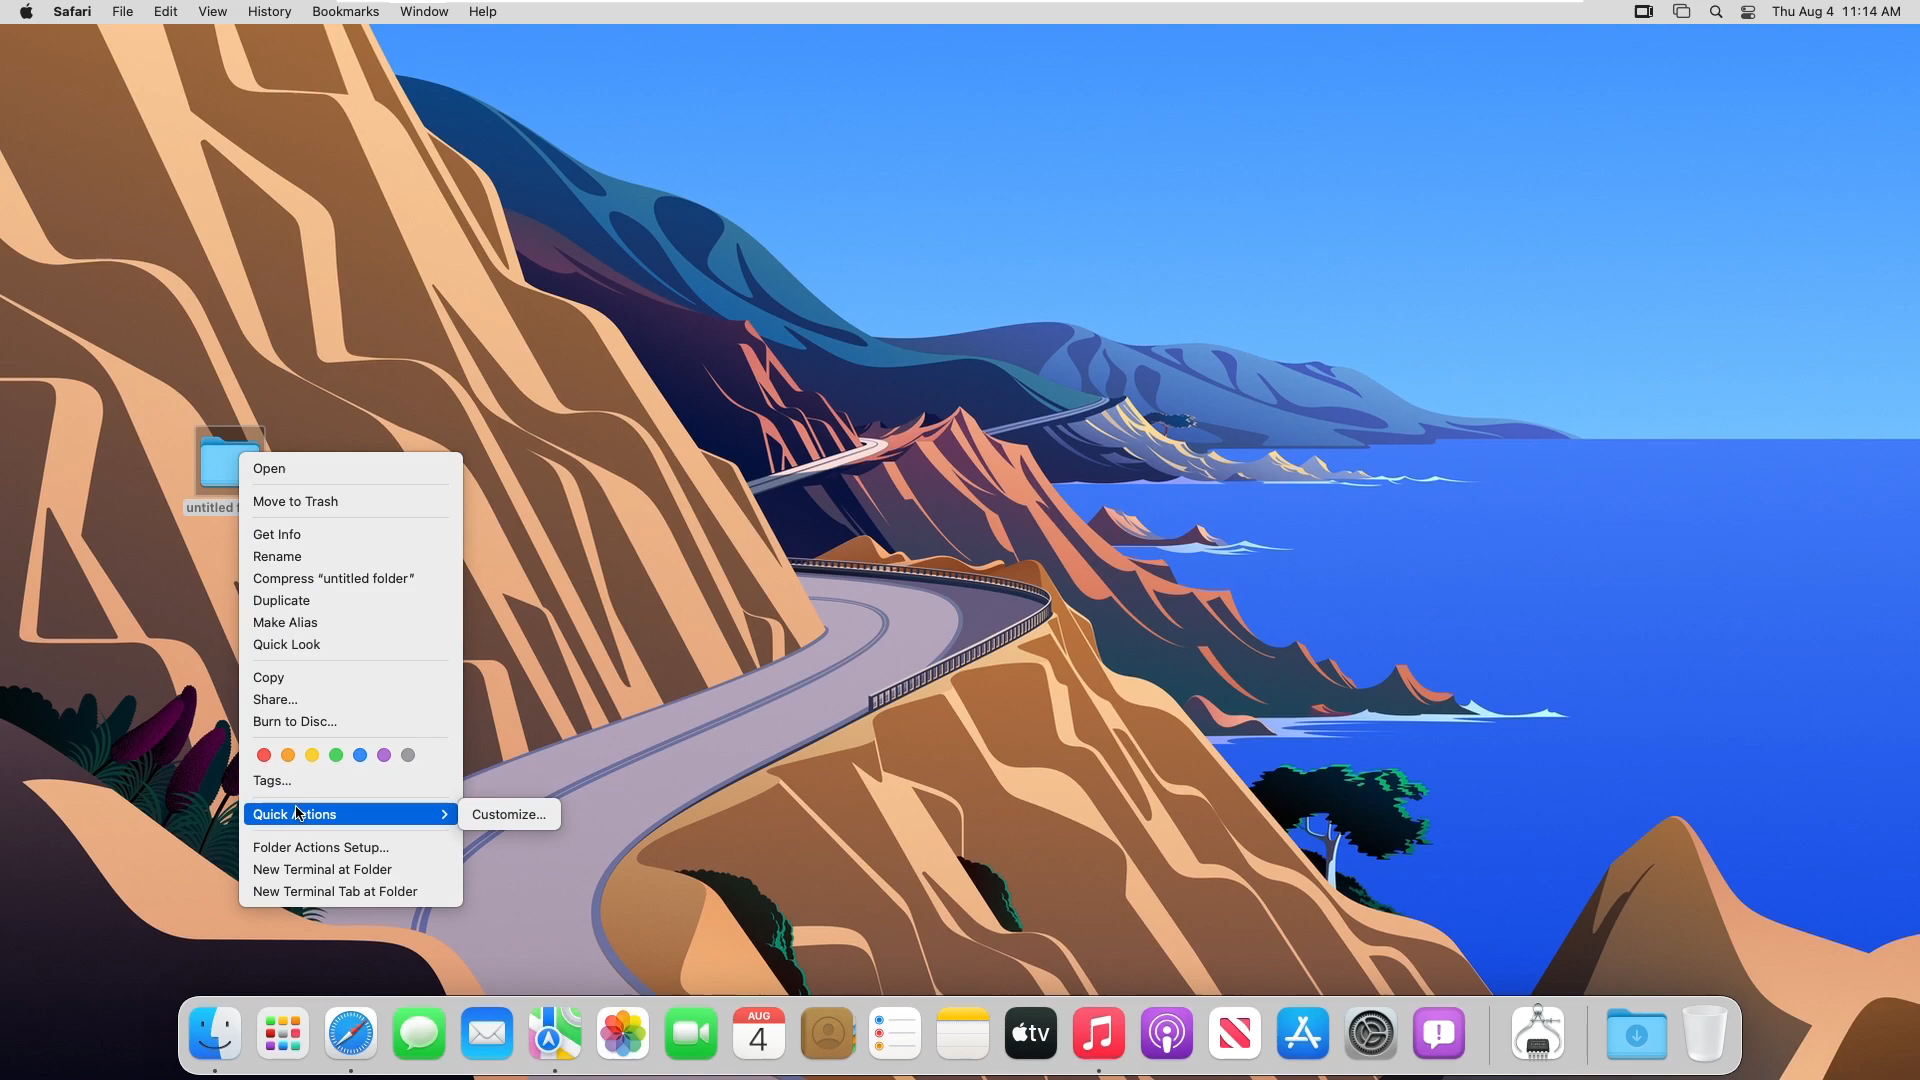 Safari File Edit View History Bookmarks Window Help Thu Aug 4 11:14 AM
untitled f
Open
Move to Trash
Get Info
Rename
Compress “untitled folder”
Duplicate
Make Alias
Quick Look
Copy
Share...
Burn to Disc...
Tags...
Quick Actions Customize...
Folder Actions Setup...
New Terminal at Folder
New Terminal Tab at Folder
AUG
4
tv